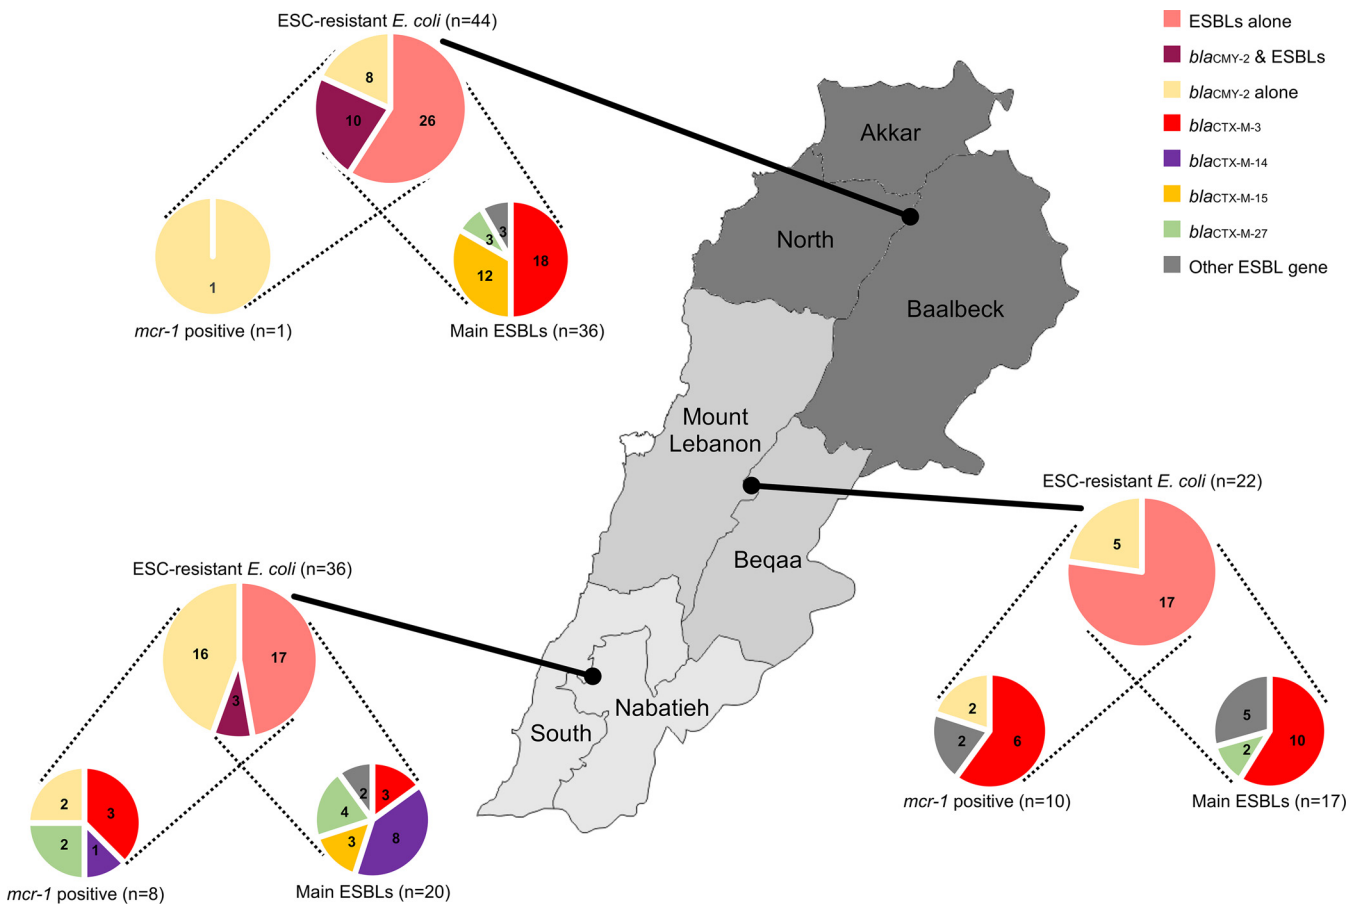 ESC-resistant E. coli (n=44)
8
10
26
1
mcr-1 positive (n=1)
3
3
12
18
Main ESBLs (n=36)
ESBLs alone
blaCMY-2 & ESBLs
blaCMY-2 alone
blaCTX-M-3
blaCTX-M-14
blaCTX-M-15
blaCTX-M-27
Other ESBL gene
Akkar
North
Baalbeck
Mount
Lebanon
Beqaa
Nabatieh
South
ESC-resistant E. coli (n=22)
5
17
2
2
6
mcr-1 positive (n=10)
5
2
10
Main ESBLs (n=17)
ESC-resistant E. coli (n=36)
16
17
3
2
3
2
1
mcr-1 positive (n=8)
2
3
4
8
3
Main ESBLs (n=20)